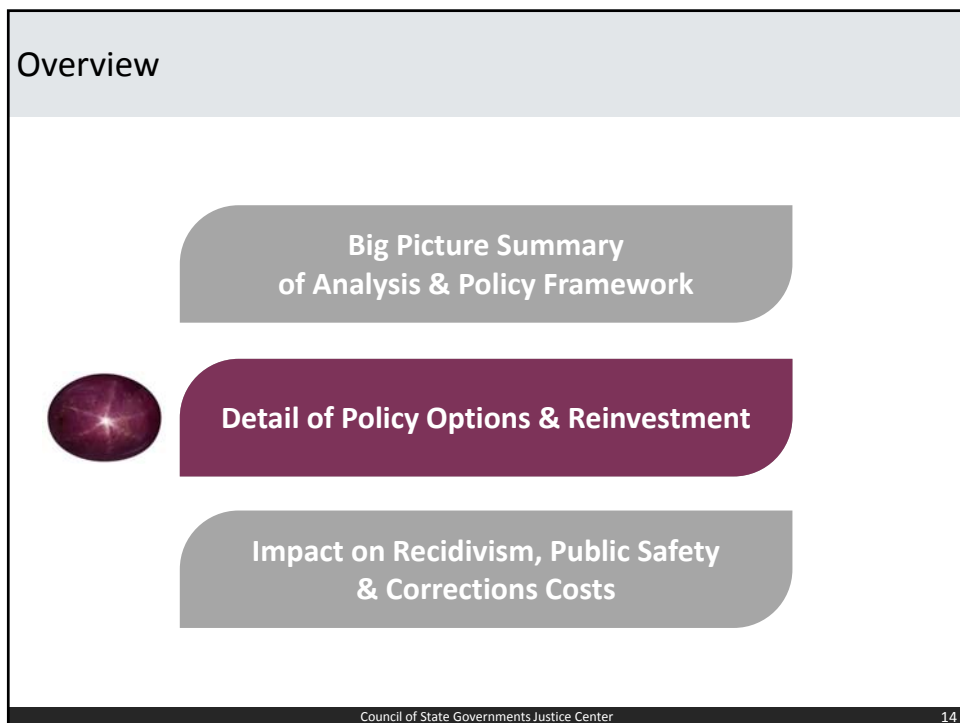 Overview
Big Picture Summary
of Analysis & Policy Framework
Detail of Policy Options & Reinvestment
Impact on Recidivism, Public Safety
& Corrections Costs
Council of State Governments Justice Center
14